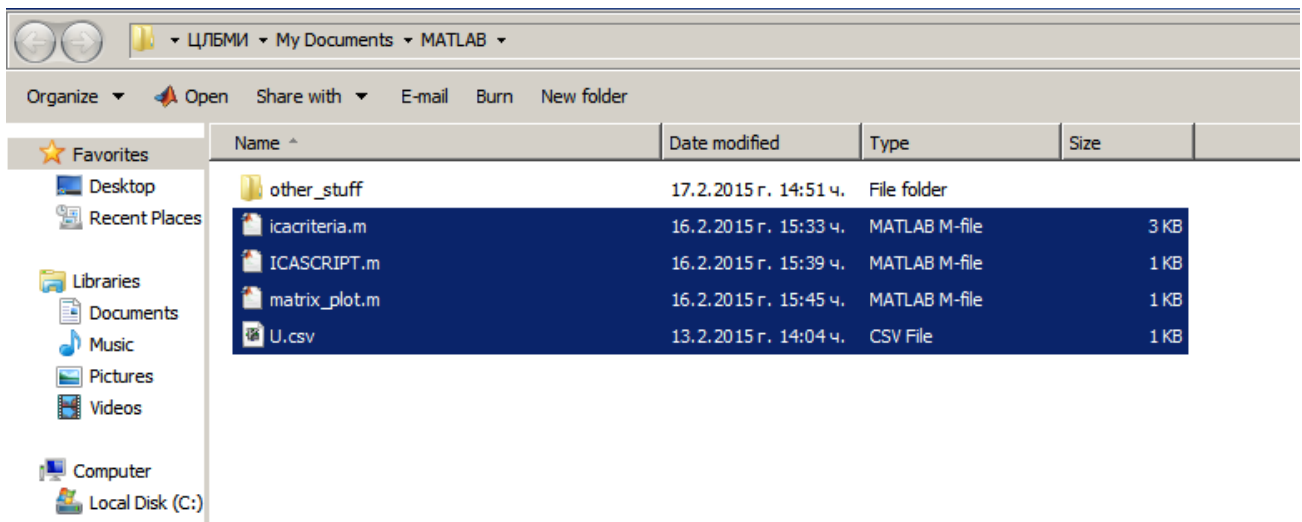 ЦЛБМИ My Documents MATLAB
Organize Open Share with E-mail Burn New folder
Favorites
Desktop
Recent Places
Libraries
Documents
Music
Pictures
Videos
Computer
Local Disk (C:)
Name Date modified Type Size
other_stuff 17.2.2015 г. 14:51 ч. File folder
icacriteria.m 16.2.2015 г. 15:33 ч. MATLAB M-file 3 KB
ICASCRIPT.m 16.2.2015 г. 15:39 ч. MATLAB M-file 1 KB
matrix_plot.m 16.2.2015 г. 15:45 ч. MATLAB M-file 1 KB
U.csv 13.2.2015 г. 14:04 ч. CSV File 1 KB